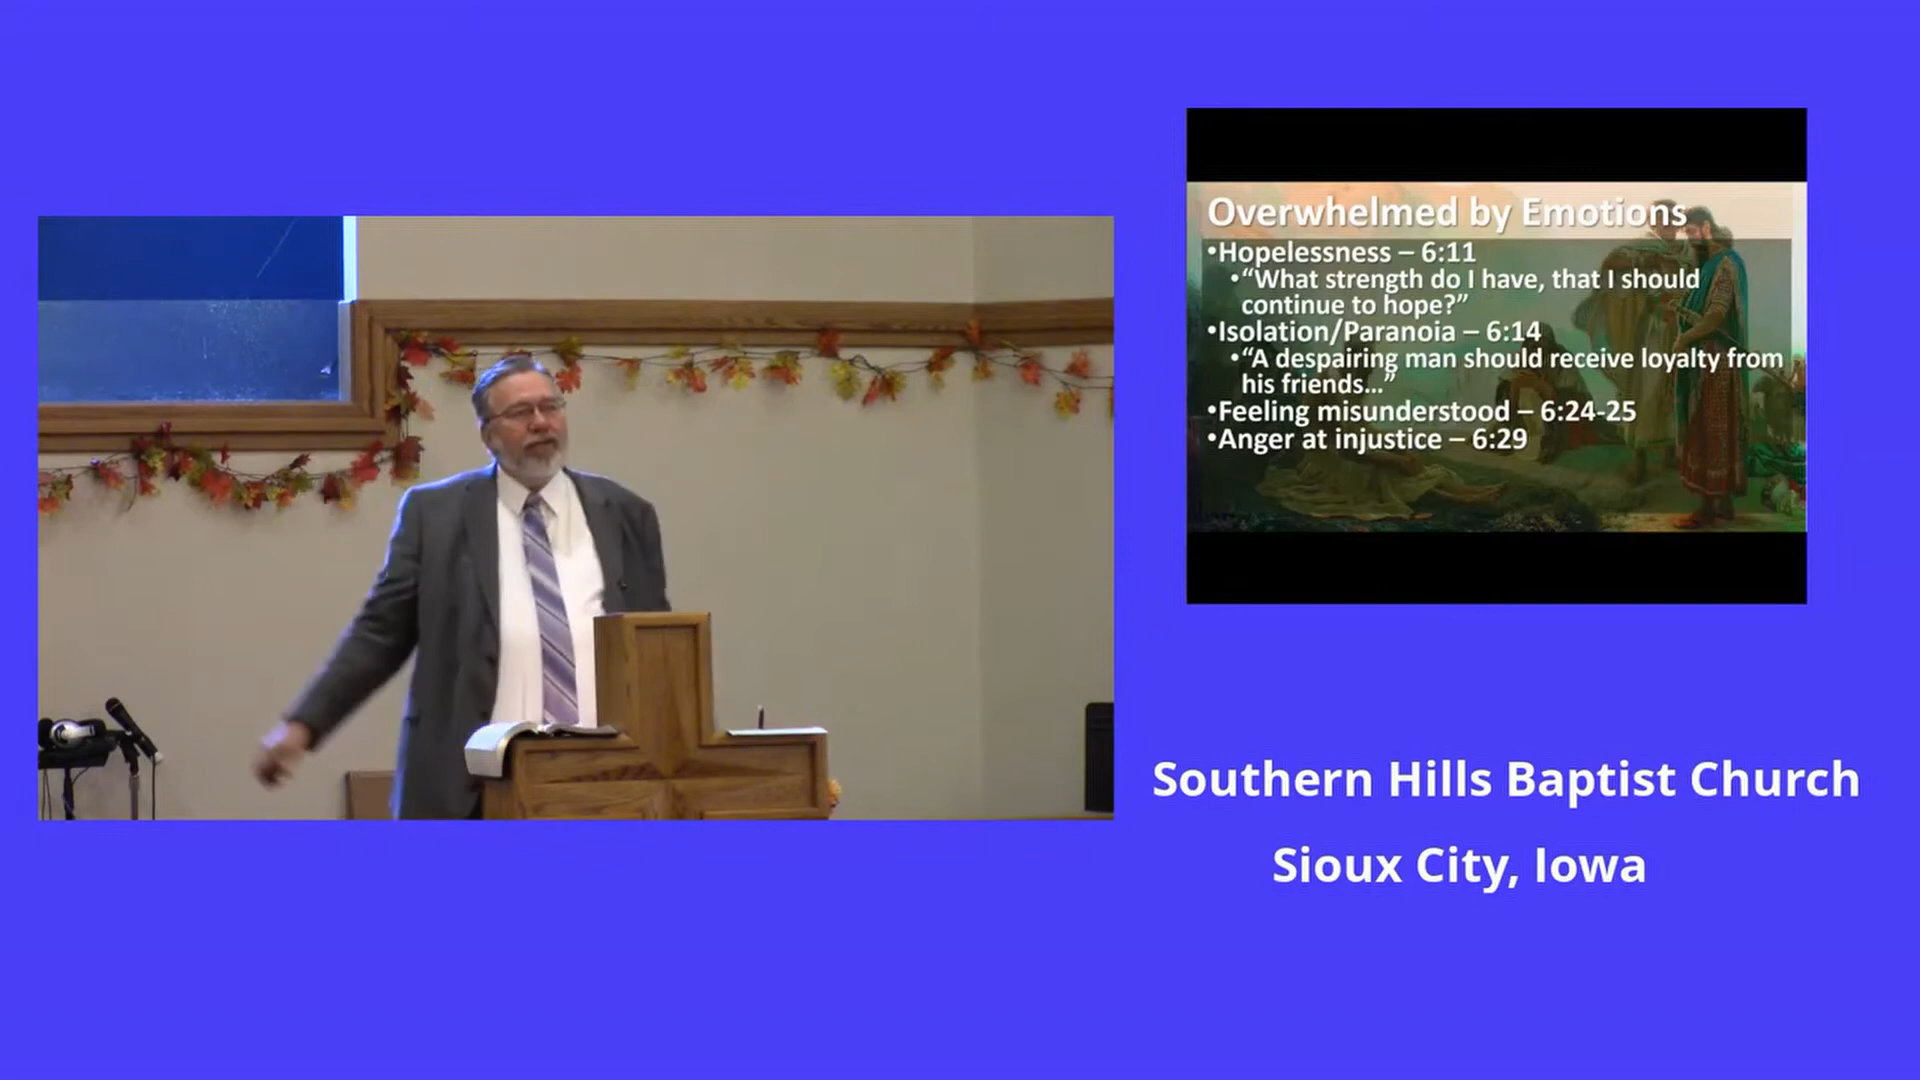 Overwhelmed by Emotions
•Hopelessness – 6:11
•“What strength do I have, that I should
continue to hope?”
•Isolation/Paranoia – 6:14
•“A despairing man should receive loyalty from
his friends…”
•Feeling misunderstood – 6:24-25
•Anger at injustice – 6:29
Southern Hills Baptist Church
Sioux City, Iowa